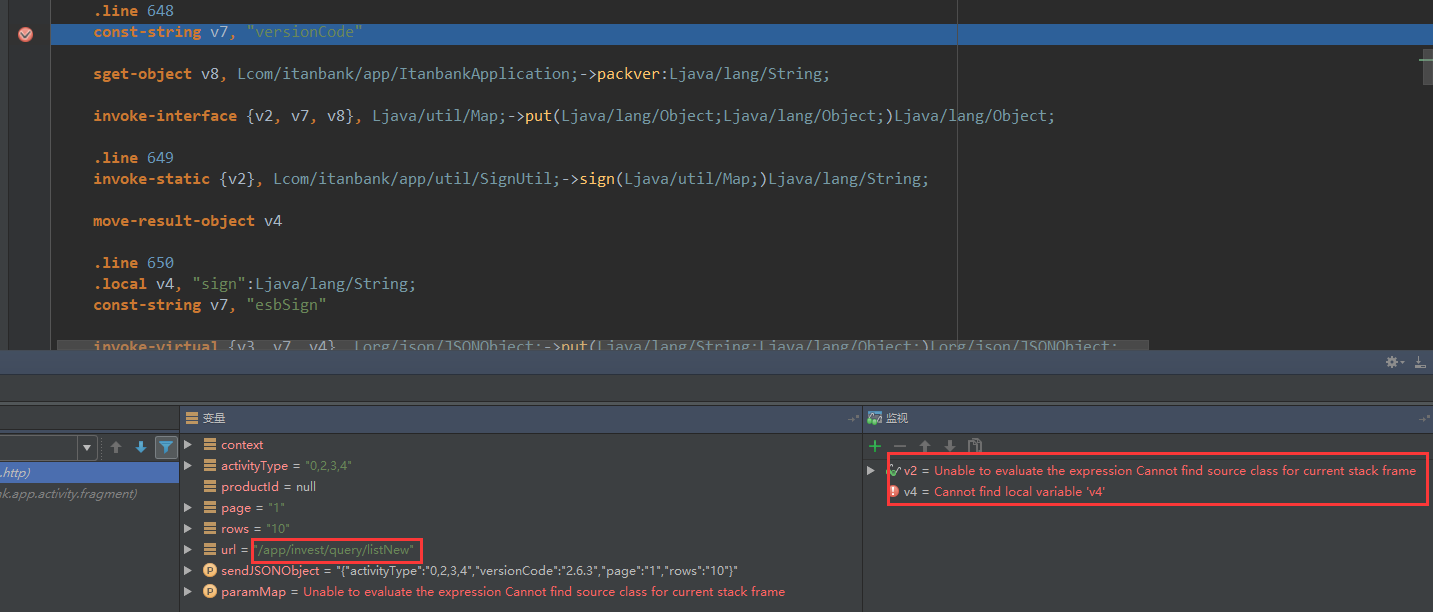 .line 648
const-string v7, "versionCode"
sget-object v8, Lcom/itanbank/app/ItanbankApplication;->packver:Ljava/lang/String;
invoke-interface {v2, v7, v8}, Ljava/util/Map;->put(Ljava/lang/Object;Ljava/lang/Object;)Ljava/lang/Object;
.line 649
invoke-static {v2}, Lcom/itanbank/app/util/SignUtil;->sign(Ljava/util/Map;)Ljava/lang/String;
move-result-object v4
.line 650
.local v4, "sign":Ljava/lang/String;
const-string v7, "esbSign"
invoke-virtual {v3, v7, v4}, Lorg/json/JSONObject;->put(Ljava/lang/String;Ljava/lang/Object;)Lorg/json/JSONObject;
.http)
k.app.activity.fragment)
变量
context
activityType = "0,2,3,4"
productId = null
page = "1"
rows = "10"
url = "/app/invest/query/listNew"
sendJSONObject = "{"activityType":"0,2,3,4","versionCode":"2.6.3","page":"1","rows":"10"}"
paramMap = Unable to evaluate the expression Cannot find source class for current stack frame
监视
v2 = Unable to evaluate the expression Cannot find source class for current stack frame
v4 = Cannot find local variable 'v4'